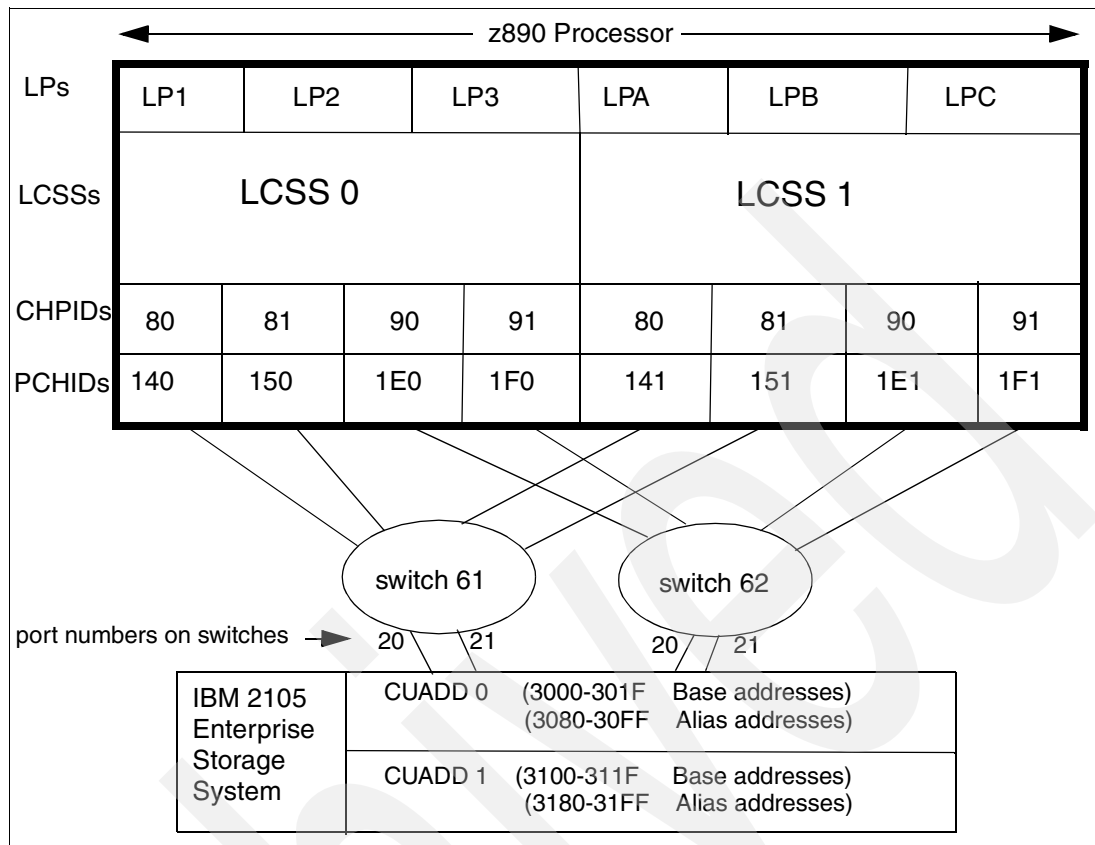 z890 Processor
LPs LP1 LP2 LP3 LPA LPB LPC
LCSSs LCSS 0 LCSS 1
CHPIDs 80 81 90 91 80 81 90 91
PCHIDs 140 150 1E0 1F0 141 151 1E1 1F1
switch 61 switch 62
port numbers on switches 20 21 20 21
IBM 2105
Enterprise
Storage
System
CUADD 0 (3000-301F Base addresses)
(3080-30FF Alias addresses)
CUADD 1 (3100-311F Base addresses)
(3180-31FF Alias addresses)